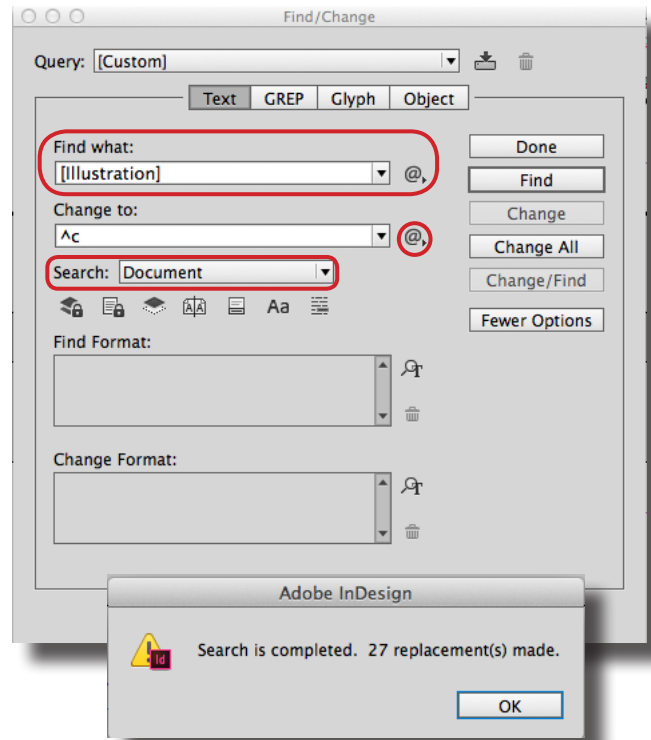 Find/Change
Query: [Custom]
Text GREP Glyph Object
Find what:
[Illustration]
@
Change to:
^c
@
Search: Document
Aa
Find Format:
Change Format:
Done
Find
Change
Change All
Change/Find
Fewer Options
Adobe InDesign
Id
Search is completed. 27 replacement(s) made.
OK